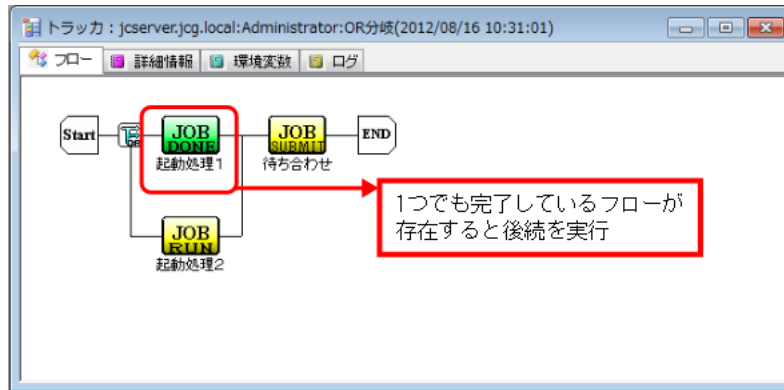 トラッカ : jcserver.jcg.local:Administrator:OR分岐(2012/08/16 10:31:01)
フロー 詳細情報 環境変数 ログ
Start JOB DONE JOB SUBMIT END
起動処理1 待ち合わせ
1つでも完了しているフローが
存在すると後続を実行
JOB RUN
起動処理2